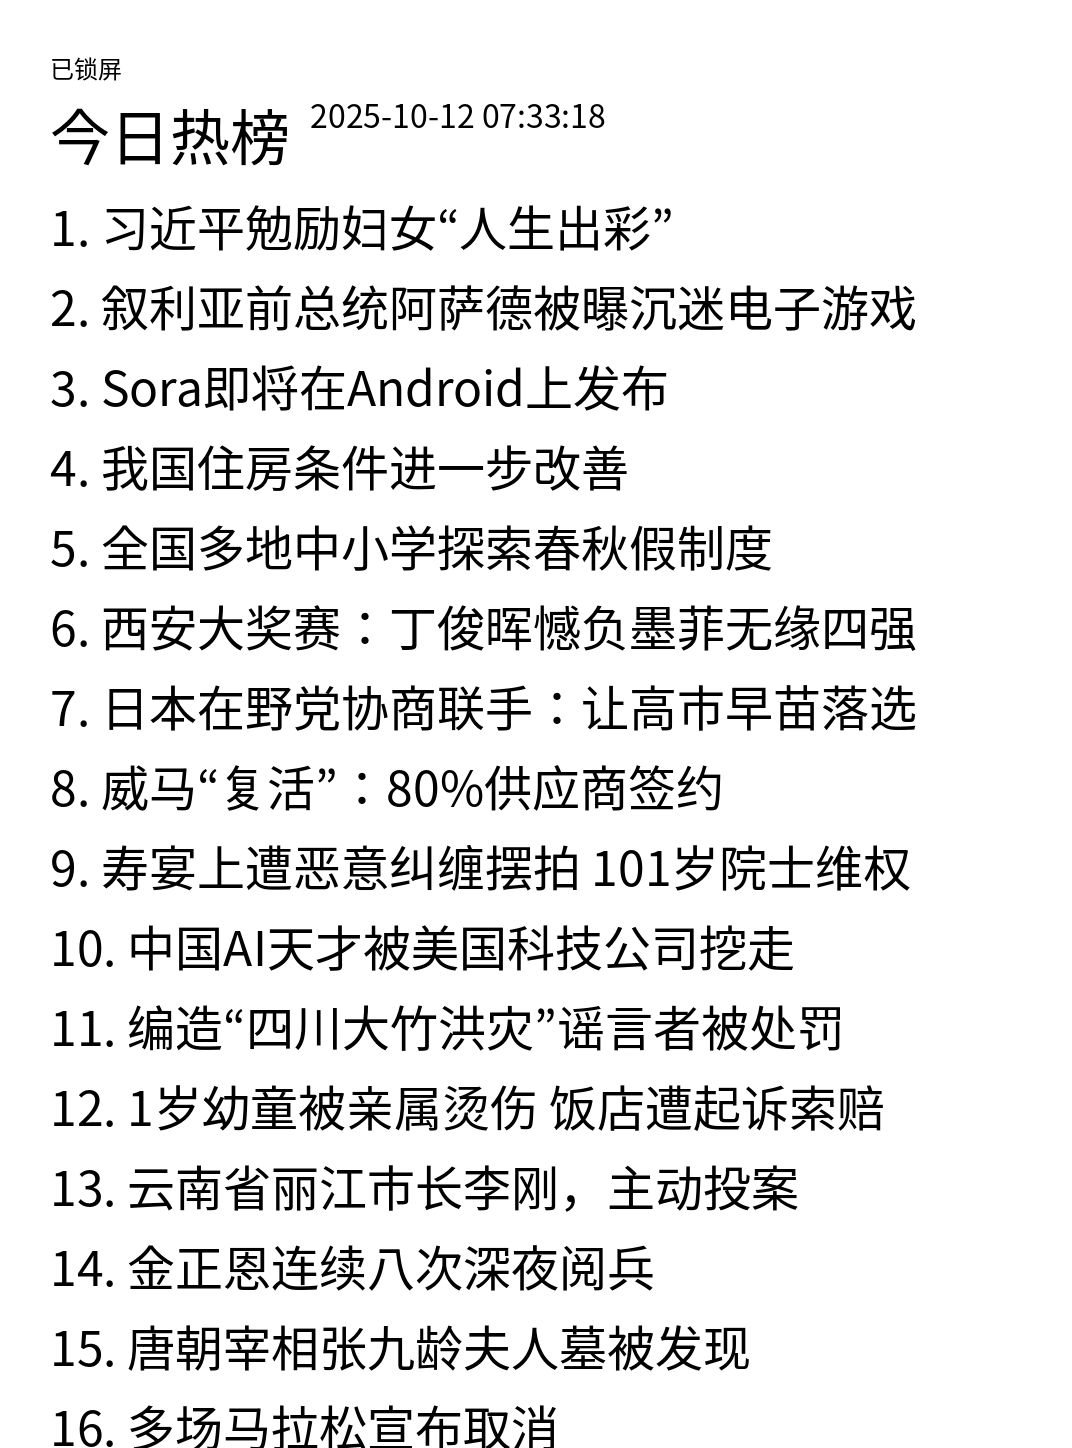 已锁屏
今日热榜 2025-10-12 07:33:18
1. 习近平勉励妇女“人生出彩”
2. 叙利亚前总统阿萨德被曝沉迷电子游戏
3. Sora即将在Android上发布
4. 我国住房条件进一步改善
5. 全国多地中小学探索春秋假制度
6. 西安大奖赛：丁俊晖憾负墨菲无缘四强
7. 日本在野党协商联手：让高市早苗落选
8. 威马“复活”：80%供应商签约
9. 寿宴上遭恶意纠缠摆拍 101岁院士维权
10. 中国AI天才被美国科技公司挖走
11. 编造“四川大竹洪灾”谣言者被处罚
12. 1岁幼童被亲属烫伤 饭店遭起诉索赔
13. 云南省丽江市长李刚，主动投案
14. 金正恩连续八次深夜阅兵
15. 唐朝宰相张九龄夫人墓被发现
16. 多场马拉松宣布取消